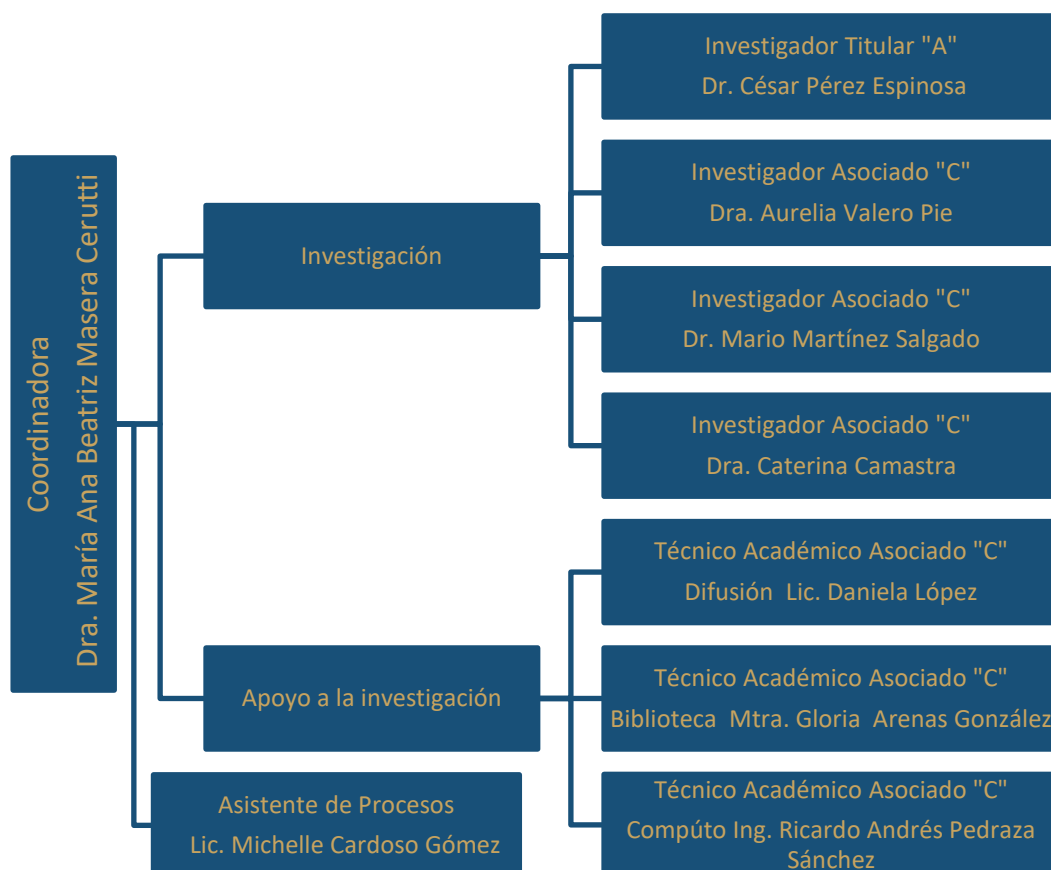 Coordinadora
Dra. María Ana Beatriz Masera Cerutti
Investigación
Investigador Titular "A"
Dr. César Pérez Espinosa
Investigador Asociado "C"
Dra. Aurelia Valero Pie
Investigador Asociado "C"
Dr. Mario Martínez Salgado
Investigador Asociado "C"
Dra. Caterina Camastra
Apoyo a la investigación
Técnico Académico Asociado "C"
Difusión Lic. Daniela López
Técnico Académico Asociado "C"
Biblioteca Mtra. Gloria Arenas González
Técnico Académico Asociado "C"
Compúto Ing. Ricardo Andrés Pedraza
Sánchez
Asistente de Procesos
Lic. Michelle Cardoso Gómez